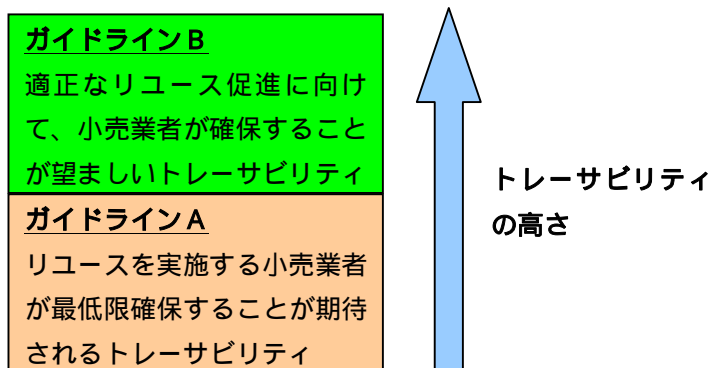 ガイドラインB
適正なリユース促進に向け
て、小売業者が確保すること
が望ましいトレーサビリティ
ガイドラインA
リユースを実施する小売業者
が最低限確保することが期待
されるトレーサビリティ
トレーサビリティ
の高さ